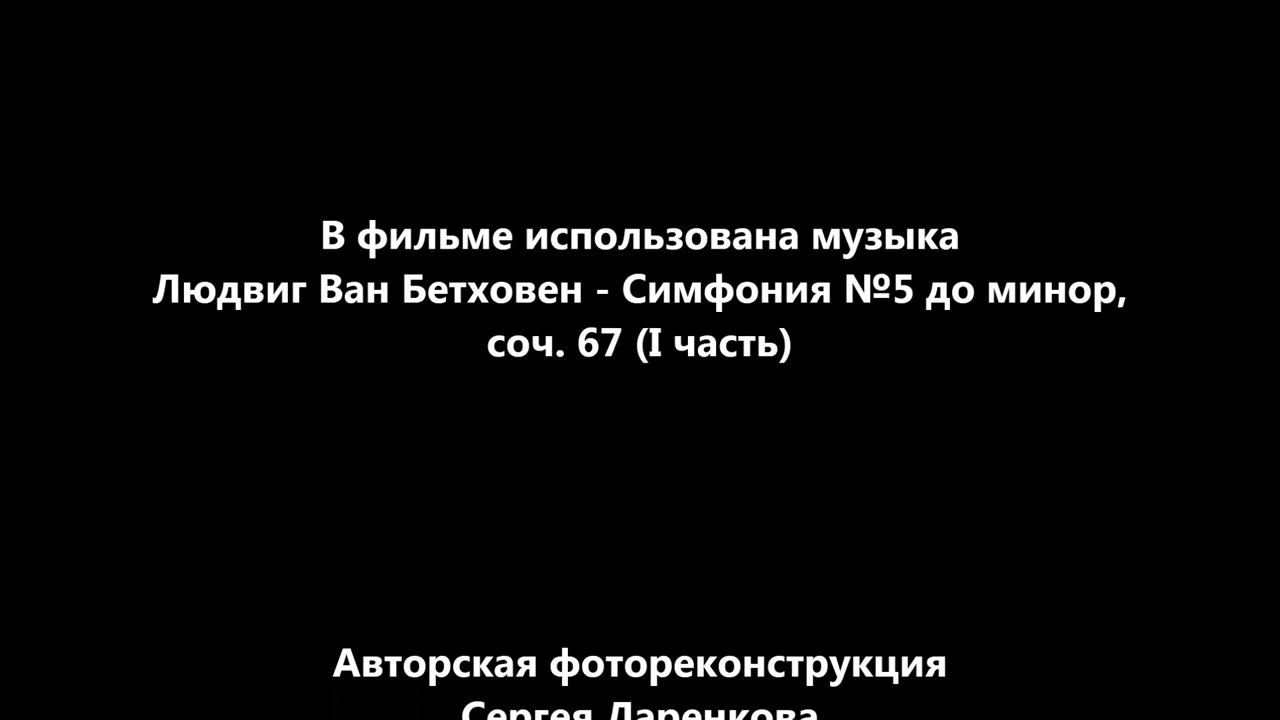 В фильме использована музыка
Людвиг Ван Бетховен - Симфония №5 до минор,
соч. 67 (I часть)
Авторская фотореконструкция
Сергея Ларенкова